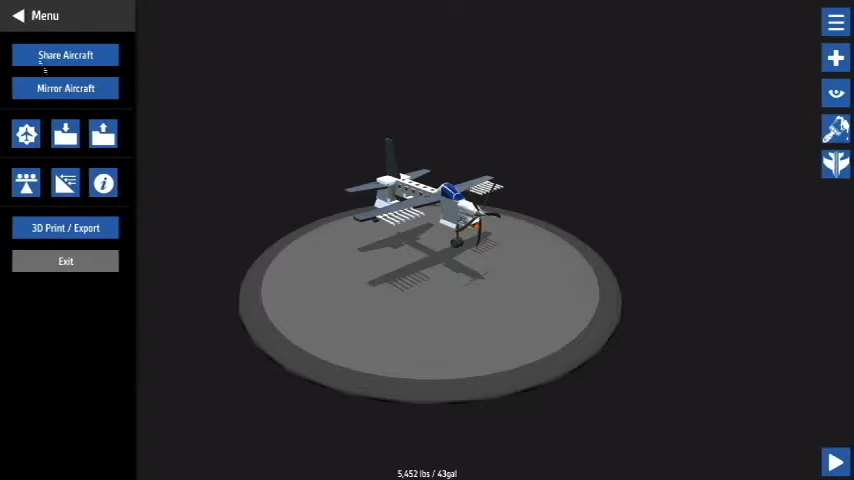 Menu
Share Aircraft
Mirror Aircraft
3D Print / Export
Exit
5,452 lbs / 43gal